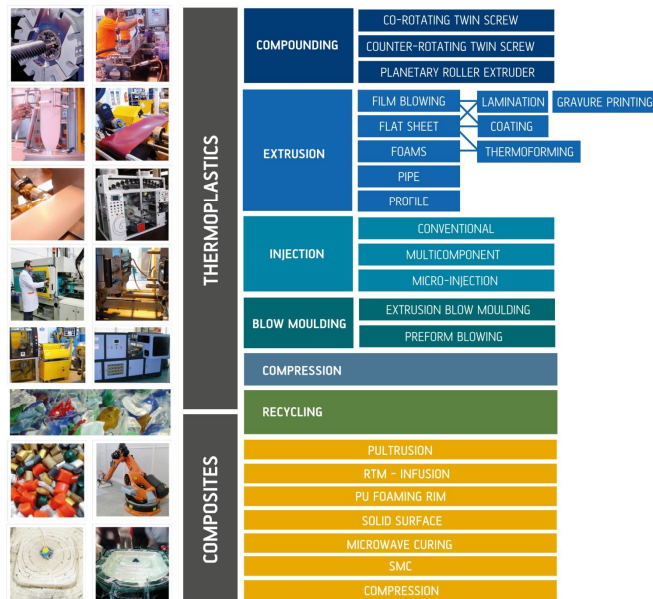 THERMOPLASTICS
COMPOUNDING
CO-ROTATING TWIN SCREW
COUNTER-ROTATING TWIN SCREW
PLANETARY ROLLER EXTRUDER
EXTRUSION
FILM BLOWING
LAMINATION
GRAVURE PRINTING
FLAT SHEET
COATING
FOAMS
THERMOFORMING
PIPE
PROFILE
INJECTION
CONVENTIONAL
MULTICOMPONENT
MICRO-INJECTION
BLOW MOULDING
EXTRUSION BLOW MOULDING
PREFORM BLOWING
COMPRESSION
RECYCLING
COMPOSITES
PULTRUSION
RTM - INFUSION
PU FOAMING RIM
SOLID SURFACE
MICROWAVE CURING
SMC
COMPRESSION